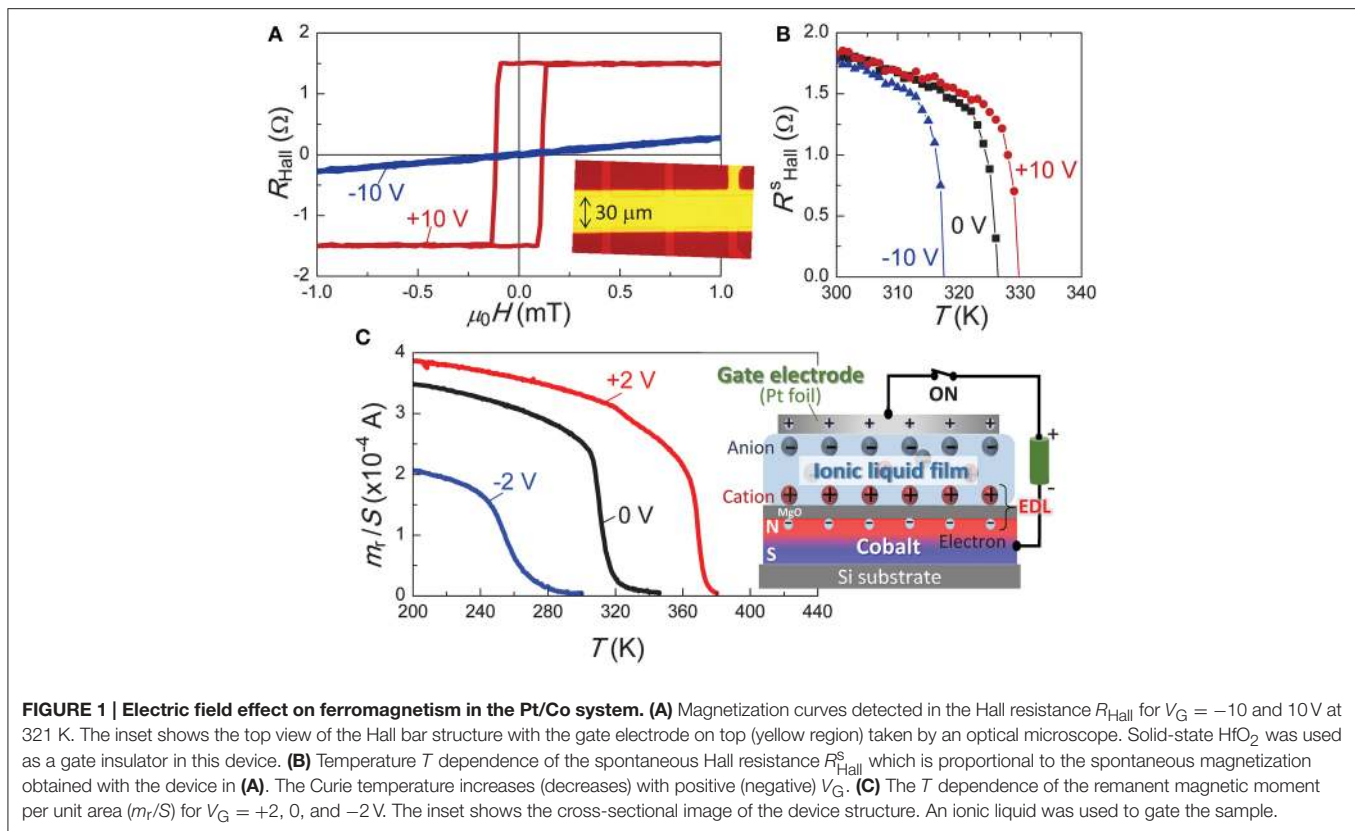 A
2
1
0
-1
-2
R_Hall (Ω)
-10 V
+10 V
30 μm
-1.0 -0.5 0.0 0.5 1.0
μ₀H (mT)
B
2.0
1.5
1.0
0.5
0.0
R^s_Hall (Ω)
+10 V
0 V
-10 V
300 310 320 330 340
T (K)
C
4
3
2
1
0
m_r/S (x10⁻⁴ A)
+2 V
-2 V
0 V
200 240 280 320 360 400 440
T (K)
Gate electrode
(Pt foil)
ON
+ + + + + +
Anion
- - - - - -
Ionic liquid film
Cation
+ + + + + +
EDL
+
-
MgO
N
- - - - - -
Electron
S
Cobalt
Si substrate
FIGURE 1 | Electric field effect on ferromagnetism in the Pt/Co system. (A) Magnetization curves detected in the Hall resistance R_Hall for V_G = −10 and 10 V at
321 K. The inset shows the top view of the Hall bar structure with the gate electrode on top (yellow region) taken by an optical microscope. Solid-state HfO₂ was used
as a gate insulator in this device. (B) Temperature T dependence of the spontaneous Hall resistance R^s_Hall which is proportional to the spontaneous magnetization
obtained with the device in (A). The Curie temperature increases (decreases) with positive (negative) V_G. (C) The T dependence of the remanent magnetic moment
per unit area (m_r/S) for V_G = +2, 0, and −2 V. The inset shows the cross-sectional image of the device structure. An ionic liquid was used to gate the sample.